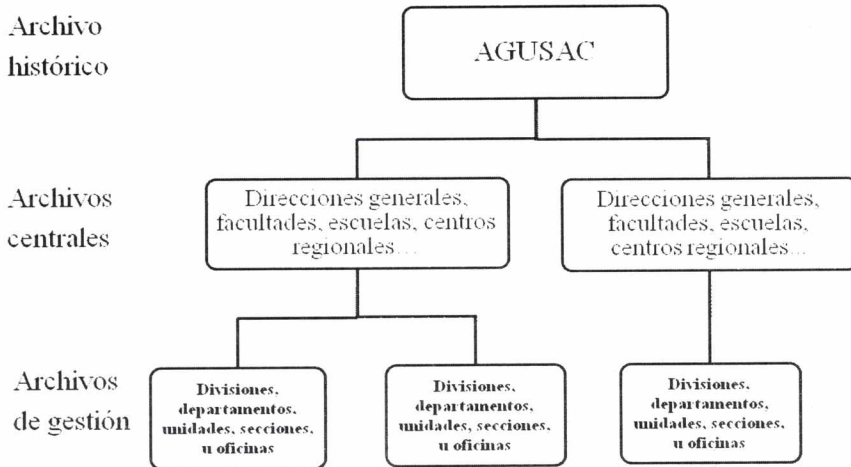 Archivo
histórico
AGUSAC
Archivos
centrales
Direcciones generales,
facultades, escuelas, centros
regionales…
Direcciones generales,
facultades, escuelas,
centros regionales...
Archivos
de gestión
Divisiones,
departamentos,
unidades, secciones,
u oficinas
Divisiones,
departamentos,
unidades, secciones,
u oficinas
Divisiones,
departamentos,
unidades, secciones,
u oficinas